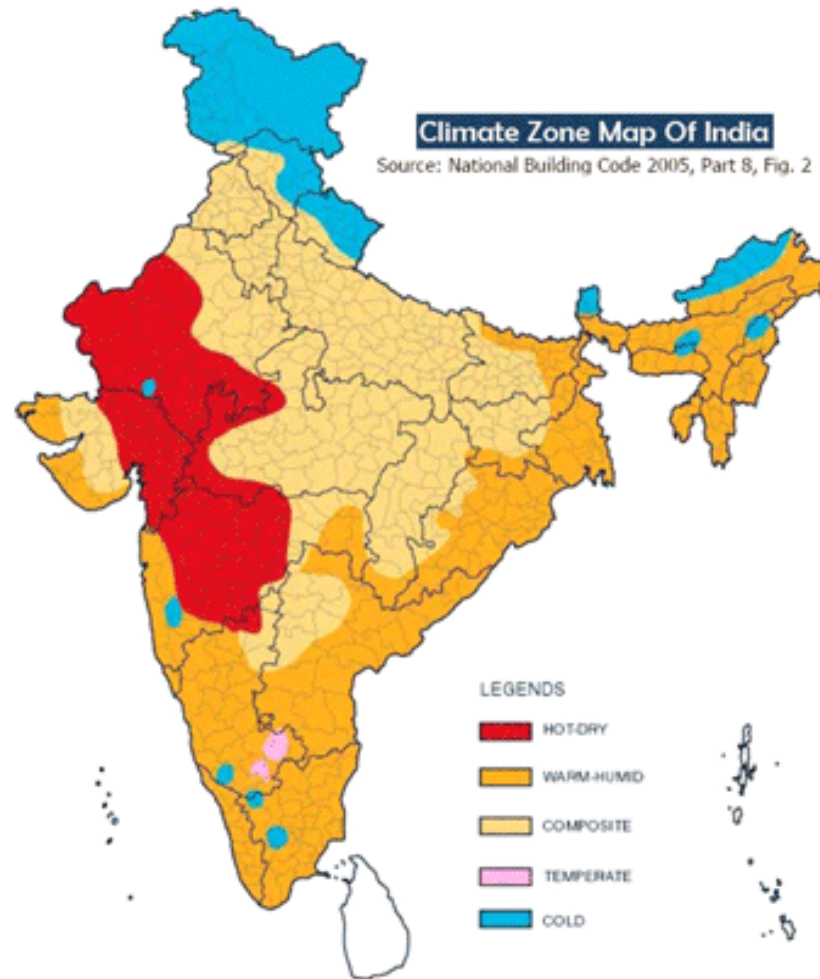 Climate Zone Map Of India
Source: National Building Code 2005, Part 8, Fig. 2
LEGENDS
HOT-DRY
WARM-HUMID
COMPOSITE
TEMPERATE
COLD